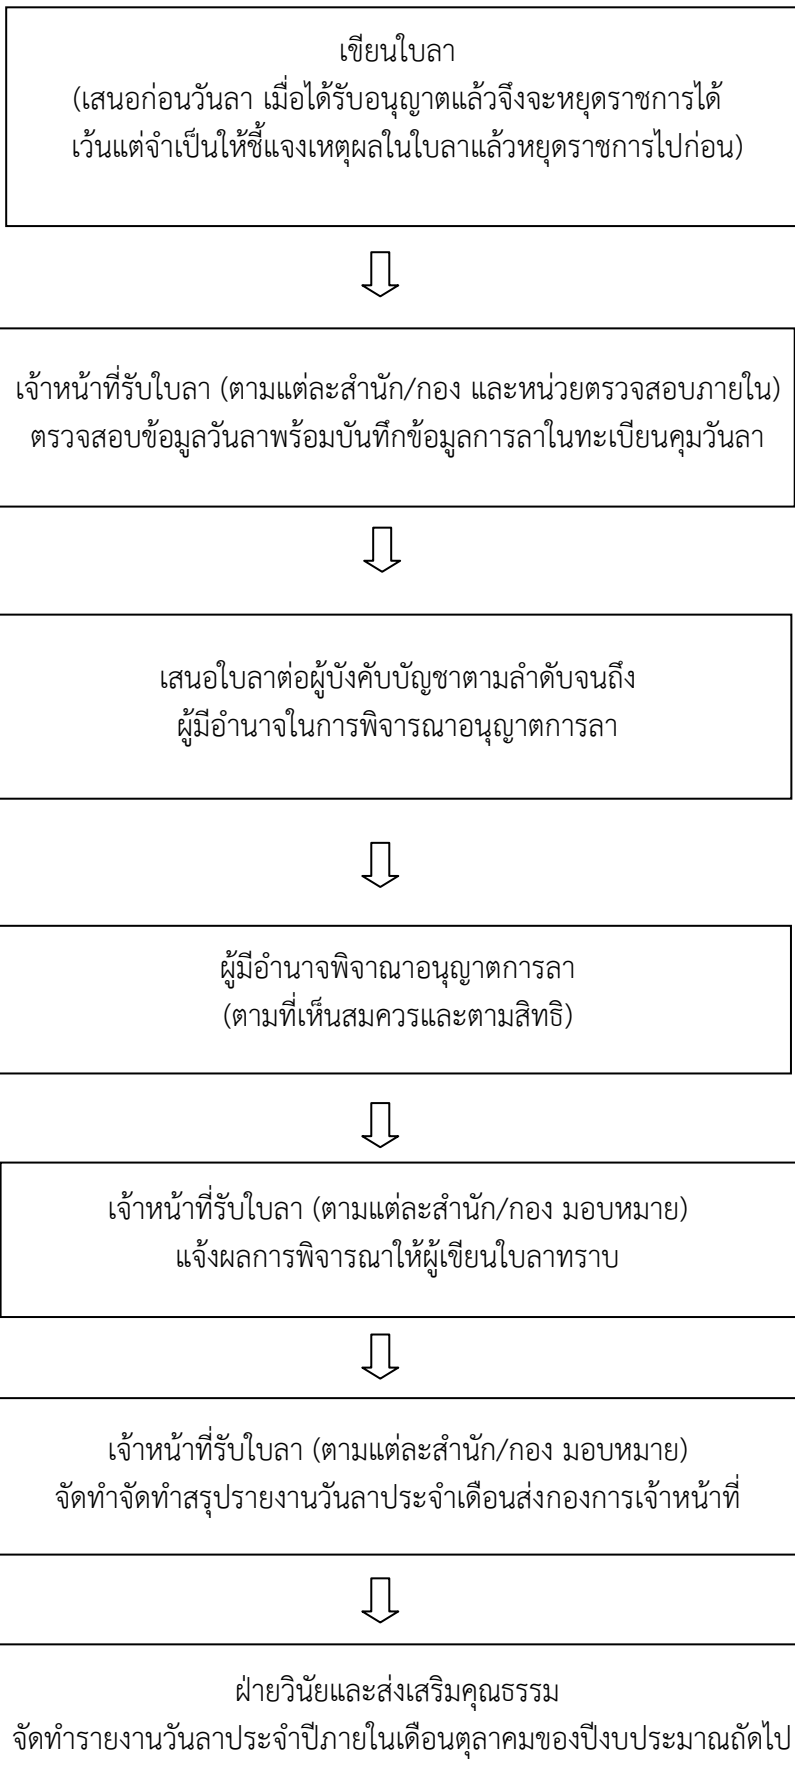 เขียนใบลา
(เสนอก่อนวันลา เมื่อได้รับอนุญาตแล้วจึงจะหยุดราชการได้
เว้นแต่จำเป็นให้ชี้แจงเหตุผลในใบลาแล้วหยุดราชการไปก่อน)
เจ้าหน้าที่รับใบลา (ตามแต่ละสำนัก/กอง และหน่วยตรวจสอบภายใน)
ตรวจสอบข้อมูลวันลาพร้อมบันทึกข้อมูลการลาในทะเบียนคุมวันลา
เสนอใบลาต่อผู้บังคับบัญชาตามลำดับจนถึง
ผู้มีอำนาจในการพิจารณาอนุญาตการลา
ผู้มีอำนาจพิจาณาอนุญาตการลา
(ตามที่เห็นสมควรและตามสิทธิ)
เจ้าหน้าที่รับใบลา (ตามแต่ละสำนัก/กอง มอบหมาย)
แจ้งผลการพิจารณาให้ผู้เขียนใบลาทราบ
เจ้าหน้าที่รับใบลา (ตามแต่ละสำนัก/กอง มอบหมาย)
จัดทำจัดทำสรุปรายงานวันลาประจำเดือนส่งกองการเจ้าหน้าที่
ฝ่ายวินัยและส่งเสริมคุณธรรม
จัดทำรายงานวันลาประจำปีภายในเดือนตุลาคมของปีงบประมาณถัดไป